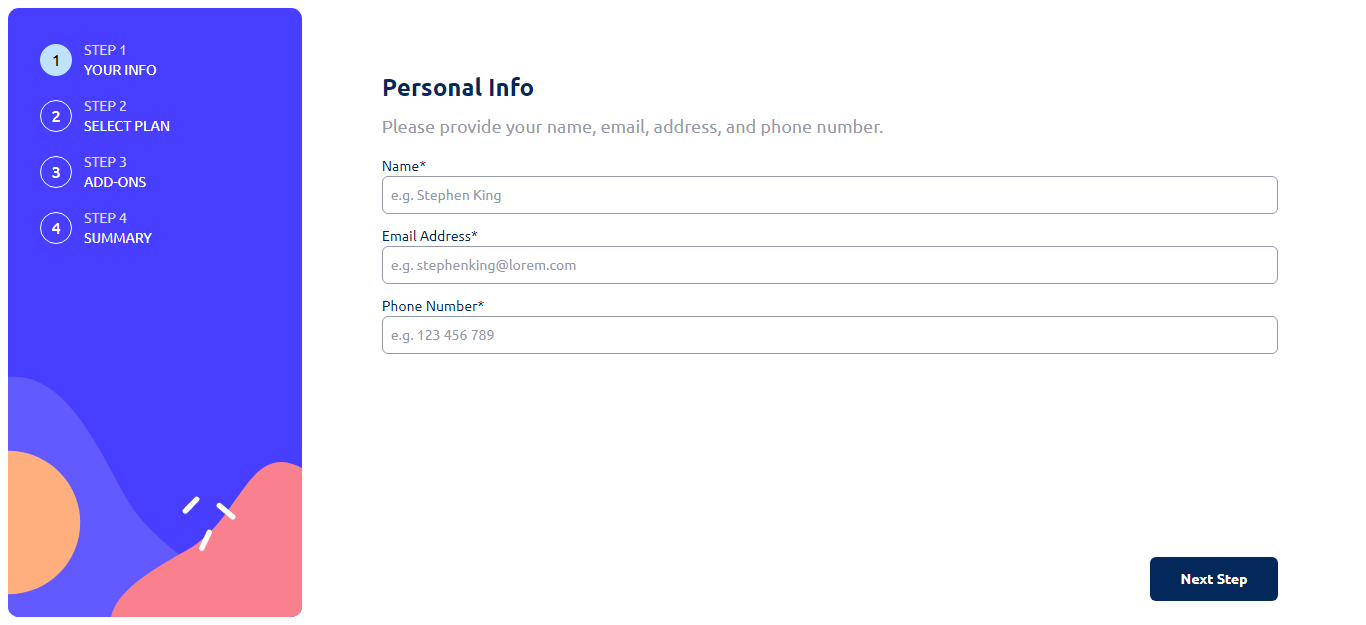 1
STEP 1
YOUR INFO
2
STEP 2
SELECT PLAN
3
STEP 3
ADD-ONS
4
STEP 4
SUMMARY
Personal Info
Please provide your name, email, address, and phone number.
Name*
e.g. Stephen King
Email Address*
e.g. stephenking@lorem.com
Phone Number*
e.g. 123 456 789
Next Step